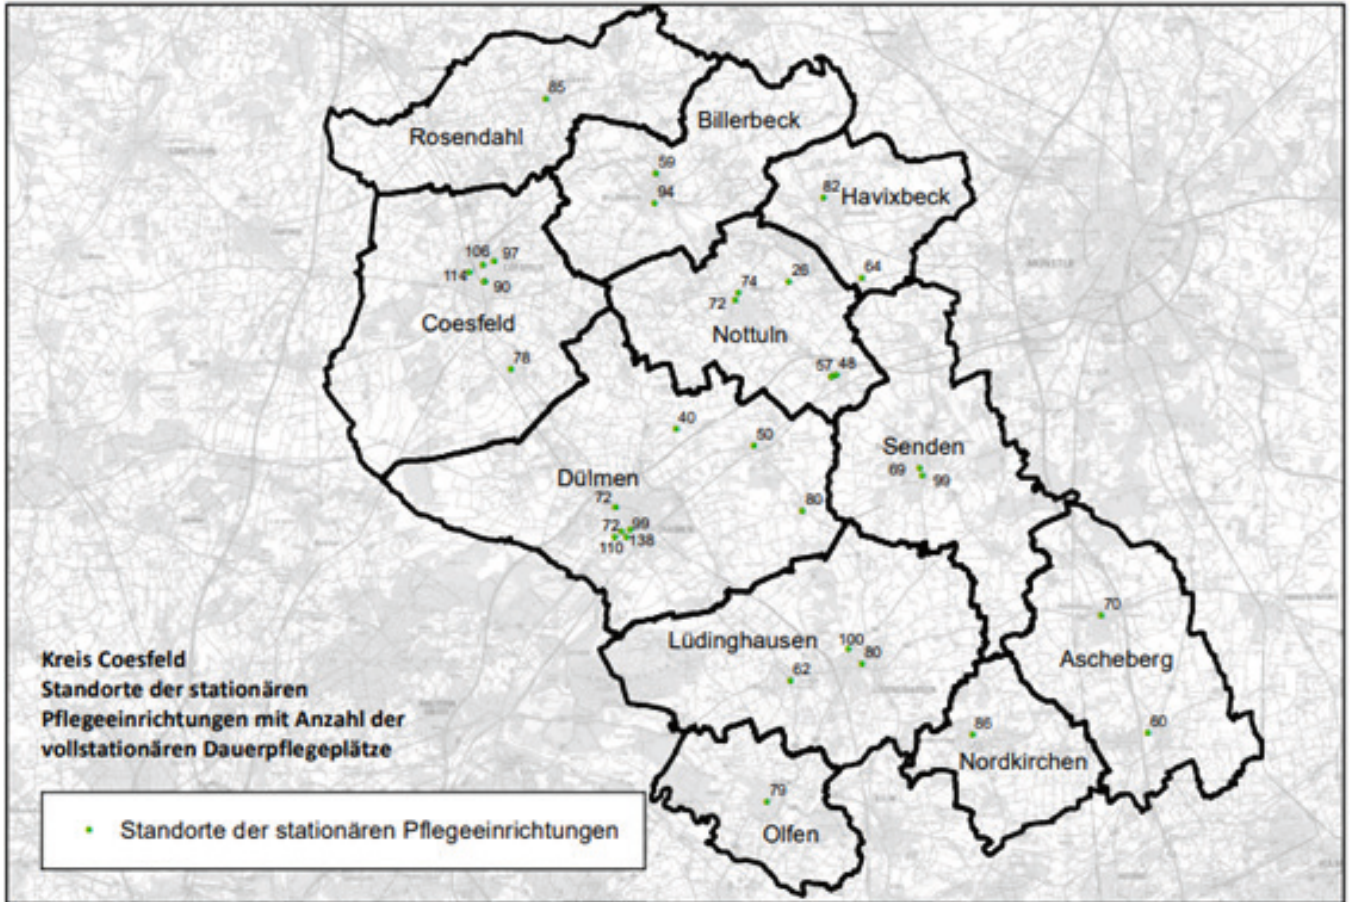 85
Rosendahl
Billerbeck
59
94
82
Havixbeck
106
97
114
90
Coesfeld
78
74
26
64
72
Nottuln
57
48
40
50
Senden
69
99
Dülmen
72
80
72
99
110
138
Lüdinghausen
100
80
62
70
Ascheberg
60
86
Nordkirchen
79
Olfen
Kreis Coesfeld
Standorte der stationären
Pflegeeinrichtungen mit Anzahl der
vollstationären Dauerpflegeplätze
Standorte der stationären Pflegeeinrichtungen